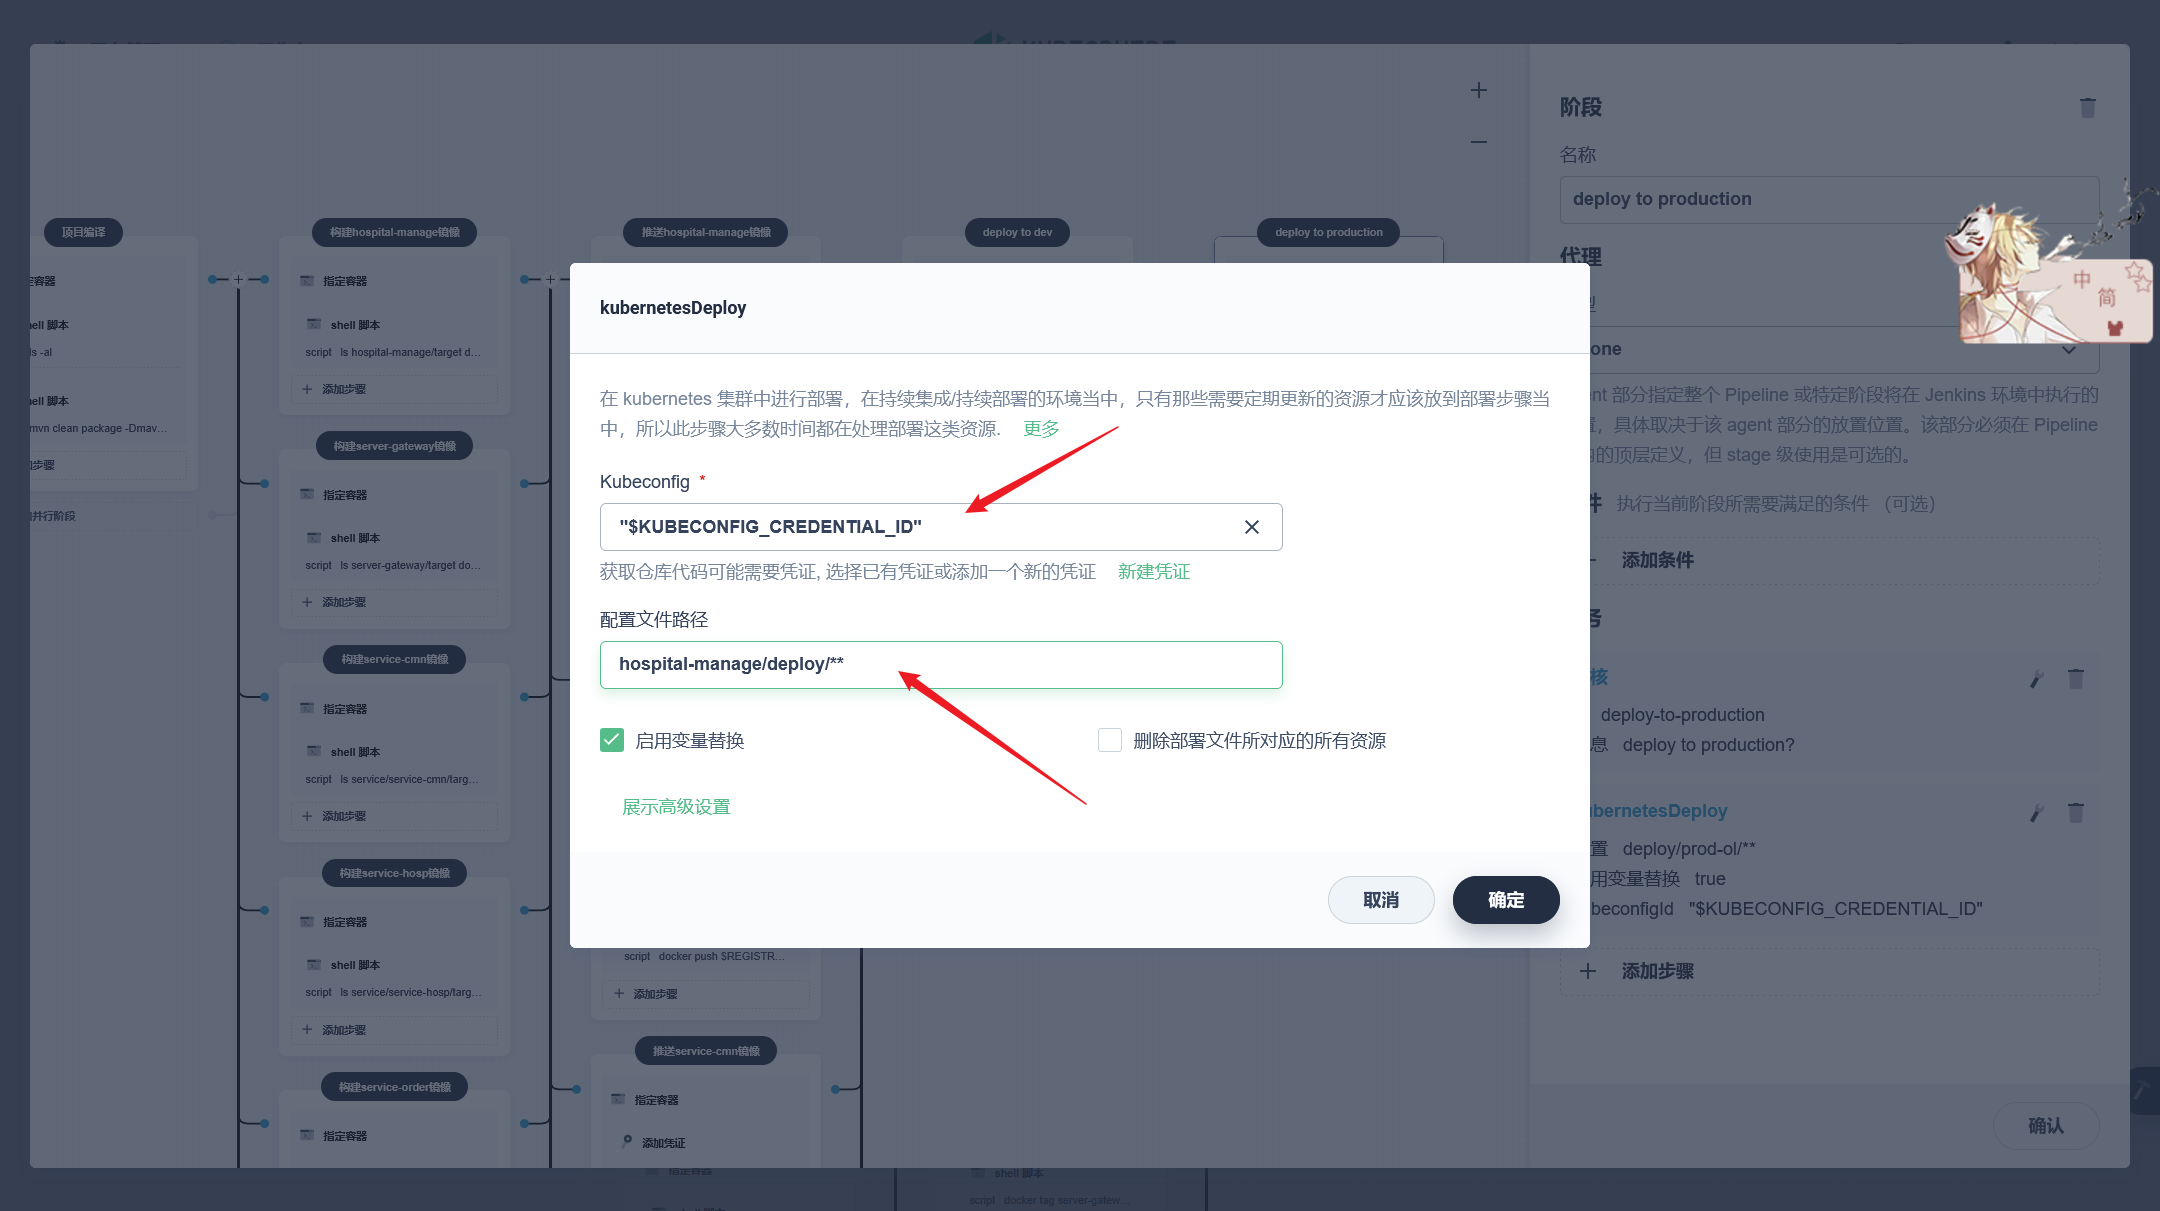 项目编译
ls -al
mvn clean package -Dmav...
构建hospital-manage镜像
指定容器
shell 脚本
script ls hospital-manage/target d...
添加步骤
构建server-gateway镜像
指定容器
shell 脚本
script ls server-gateway/target do...
添加步骤
构建service-cmn镜像
指定容器
shell 脚本
script ls service/service-cmn/targ...
添加步骤
构建service-hosp镜像
指定容器
shell 脚本
script ls service/service-hosp/targ...
添加步骤
构建service-order镜像
指定容器
推送hospital-manage镜像
script docker push $REGISTR...
添加步骤
推送service-cmn镜像
指定容器
添加凭证
指定容器
shell 脚本
script docker tag server-gatew...
deploy to dev
deploy to production
kubernetesDeploy
在 kubernetes 集群中进行部署，在持续集成/持续部署的环境当中，只有那些需要定期更新的资源才应该放到部署步骤当
中，所以此步骤大多数时间都在处理部署这类资源. 更多
Kubeconfig *
"$KUBECONFIG_CREDENTIAL_ID"
获取仓库代码可能需要凭证, 选择已有凭证或添加一个新的凭证 新建凭证
配置文件路径
hospital-manage/deploy/**
启用变量替换 删除部署文件所对应的所有资源
展示高级设置
取消 确定
阶段
名称
deploy to production
代理
one
nt 部分指定整个 Pipeline 或特定阶段将在 Jenkins 环境中执行的
，具体取决于该 agent 部分的放置位置。该部分必须在 Pipeline
的顶层定义，但 stage 级使用是可选的。
件 执行当前阶段所需要满足的条件 （可选）
添加条件
务
核
deploy-to-production
息 deploy to production?
bernetesDeploy
置 deploy/prod-ol/**
用变量替换 true
beconfigId "$KUBECONFIG_CREDENTIAL_ID"
添加步骤
确认
中
简